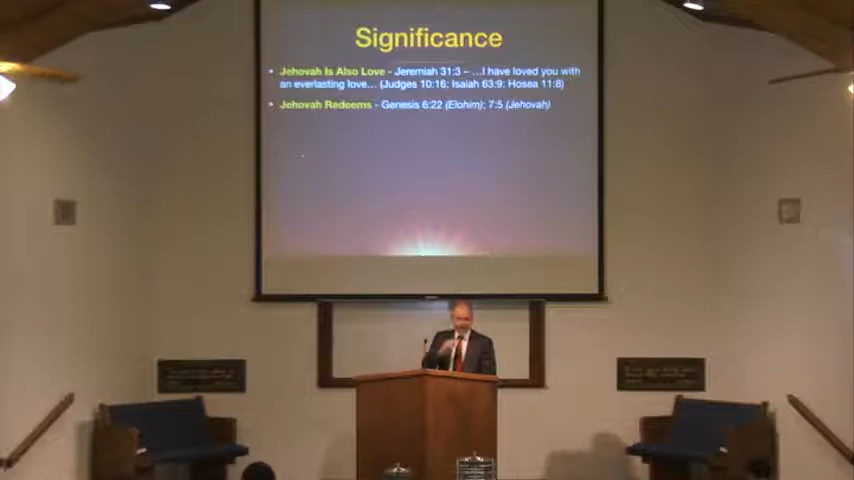 Significance
• Jehovah Is Also Love - Jeremiah 31:3 – …I have loved you with
an everlasting love… (Judges 10:16; Isaiah 63:9; Hosea 11:8)
• Jehovah Redeems - Genesis 6:22 (Elohim); 7:5 (Jehovah)